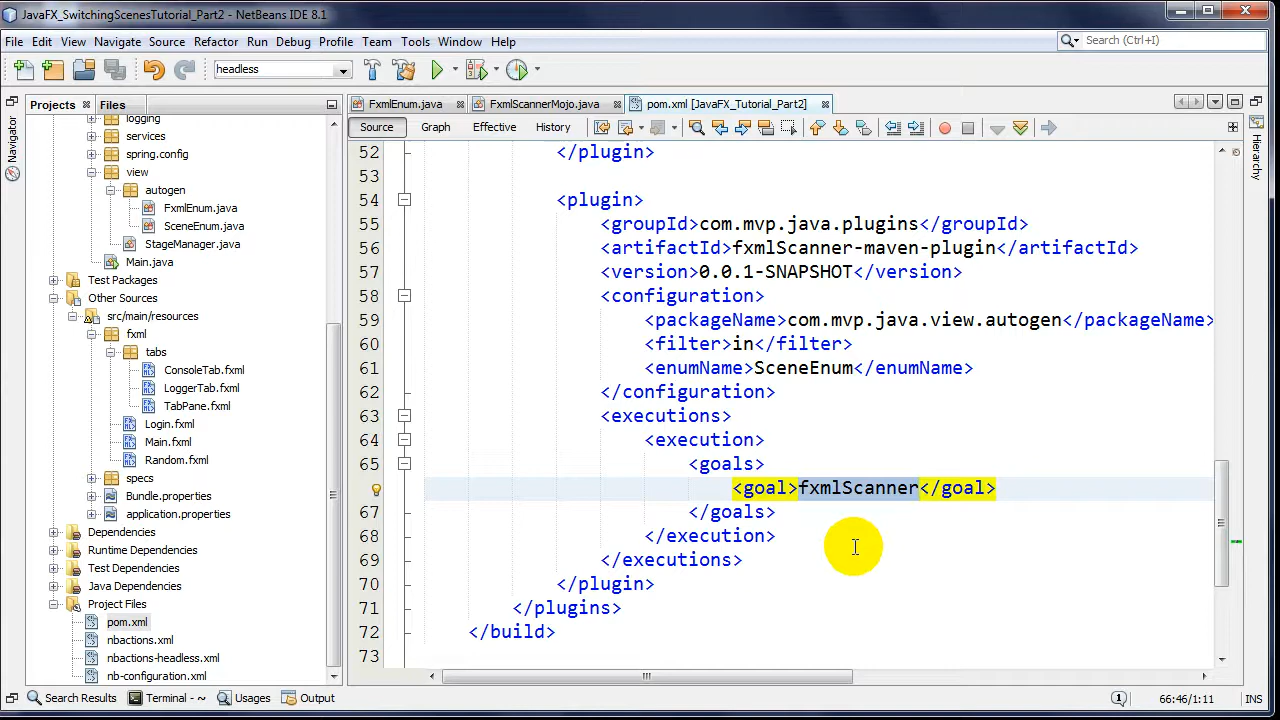 JavaFX_SwitchingScenesTutorial_Part2 - NetBeans IDE 8.1
File Edit View Navigate Source Refactor Run Debug Profile Team Tools Window Help
Search (Ctrl+I)
headless
Projects Files
FxmlEnum.java FxmlScannerMojo.java pom.xml [JavaFX_Tutorial_Part2]
Source Graph Effective History
Navigator
Hierarchy
logging
services
spring.config
view
autogen
FxmlEnum.java
SceneEnum.java
StageManager.java
Main.java
Test Packages
Other Sources
src/main/resources
fxml
tabs
ConsoleTab.fxml
LoggerTab.fxml
TabPane.fxml
Login.fxml
Main.fxml
Random.fxml
specs
Bundle.properties
application.properties
Dependencies
Runtime Dependencies
Test Dependencies
Java Dependencies
Project Files
pom.xml
nbactions.xml
nbactions-headless.xml
nb-configuration.xml
52 </plugin>
53
54 <plugin>
55 <groupId>com.mvp.java.plugins</groupId>
56 <artifactId>fxmlScanner-maven-plugin</artifactId>
57 <version>0.0.1-SNAPSHOT</version>
58 <configuration>
59 <packageName>com.mvp.java.view.autogen</packageName>
60 <filter>in</filter>
61 <enumName>SceneEnum</enumName>
62 </configuration>
63 <executions>
64 <execution>
65 <goals>
<goal>fxmlScanner</goal>
67 </goals>
68 </execution>
69 </executions>
70 </plugin>
71 </plugins>
72 </build>
73
Search Results Terminal - ~ Usages Output
1 66:46/1:11 INS